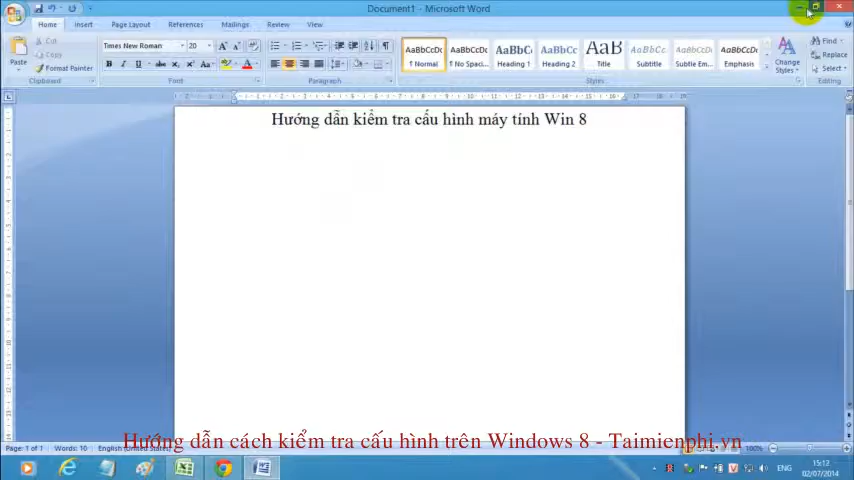 Document1 - Microsoft Word
Home Insert Page Layout References Mailings Review View
Paste
Cut
Copy
Format Painter
Clipboard
Times New Roman 20
Font
Paragraph
AaBbCcDc AaBbCcDc AaBbC AaBbCc AaB AaBbCc. AaBbCcDc AaBbCcDc
¶ Normal ¶ No Spaci... Heading 1 Heading 2 Title Subtitle Subtle Em... Emphasis
Change
Styles
Styles
Find
Replace
Select
Editing
Hướng dẫn kiểm tra cấu hình máy tính Win 8
Hướng dẫn cách kiểm tra cấu hình trên Windows 8 - Taimienphi.vn
Page: 1 of 1 Words: 10 English (United States) 100%
ENG
15:13
02/07/2014